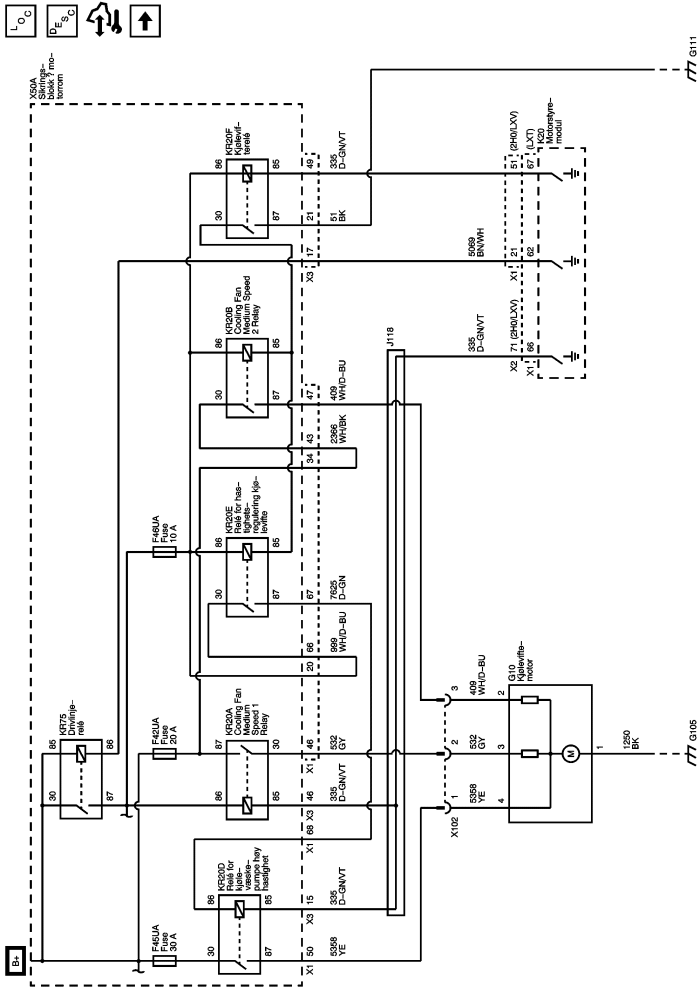 B+
X50A
Sikrings-
blokk ? mo-
torrom
L O C
D E S C
KR75
Drivlinje-
relé
30
85
87
86
F45UA
Fuse
30 A
F42UA
Fuse
20 A
F46UA
Fuse
10 A
KR20D
Relé for
kjøle-
væske-
pumpe høy
hastighet
30
86
87
85
KR20A
Cooling Fan
Medium
Speed 1
Relay
86
87
85
30
KR20E
Relé for has-
tighets-
regulering kjø-
levifte
30
86
87
85
KR20B
Cooling Fan
Medium Speed
2 Relay
30
86
87
85
KR20F
Kjølevif-
terelé
30
86
87
85
X1
50
X3
15
X1
68
X3
46
X1
46
20
66
67
34
43
47
X3
17
21
49
5358
YE
335
D-GN/VT
335
D-GN/VT
532
GY
999
WH/D-BU
7625
D-GN
2366
WH/BK
409
WH/D-BU
51
BK
335
D-GN/VT
J118
X102
1
2
3
5358
YE
532
GY
409
WH/D-BU
335
D-GN/VT
5069
BN/WH
X2
71
(2H0/LXV)
X1
21
51
(2H0/LXV)
X1
66
62
67
(LXT)
K20
Motorstyre-
modul
4
3
2
G10
Kjølevifte-
motor
M
1
1250
BK
G105
G111